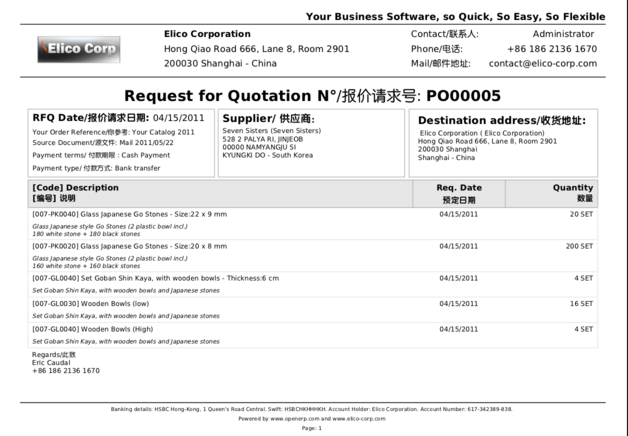 Your Business Software, so Quick, So Easy, So Flexible
Elico Corp
Elico Corporation
Hong Qiao Road 666, Lane 8, Room 2901
200030 Shanghai - China
Contact/联系人: Administrator
Phone/电话: +86 186 2136 1670
Mail/邮件地址: contact@elico-corp.com
Request for Quotation N°/报价请求号: PO00005
RFQ Date/报价请求日期: 04/15/2011
Your Order Reference/你参考: Your Catalog 2011
Source Document/源文件: Mail 2011/05/22
Payment terms/ 付款期限 : Cash Payment
Payment type/ 付款方式: Bank transfer
Supplier/ 供应商:
Seven Sisters (Seven Sisters)
528 2 PALYA RI, JINJEOB
00000 NAMYANGJU SI
KYUNGKI DO - South Korea
Destination address/收货地址:
Elico Corporation ( Elico Corporation)
Hong Qiao Road 666, Lane 8, Room 2901
200030 Shanghai
Shanghai - China
[Code] Description Req. Date Quantity
[编号] 说明 预定日期 数量
[007-PK0040] Glass Japanese Go Stones - Size:22 x 9 mm 04/15/2011 20 SET
Glass Japanese style Go Stones (2 plastic bowl incl.)
180 white stone + 180 black stones
[007-PK0020] Glass Japanese Go Stones - Size:20 x 8 mm 04/15/2011 200 SET
Glass Japanese style Go Stones (2 plastic bowl incl.)
160 white stone + 160 black stones
[007-GL0040] Set Goban Shin Kaya, with wooden bowls - Thickness:6 cm 04/15/2011 4 SET
Set Goban Shin Kaya, with wooden bowls and Japanese stones
[007-GL0030] Wooden Bowls (low) 04/15/2011 16 SET
Set Goban Shin Kaya, with wooden bowls and Japanese stones
[007-GL0040] Wooden Bowls (High) 04/15/2011 4 SET
Set Goban Shin Kaya, with wooden bowls and Japanese stones
Regards/此致
Eric Caudal
+86 186 2136 1670
Banking details: HSBC Hong-Kong, 1 Queen's Road Central. Swift: HSBCHKHHHKH. Account Holder: Elico Corporation. Account Number: 617-342389-838.
Powered by www.openerp.com and www.elico-corp.com
Page: 1